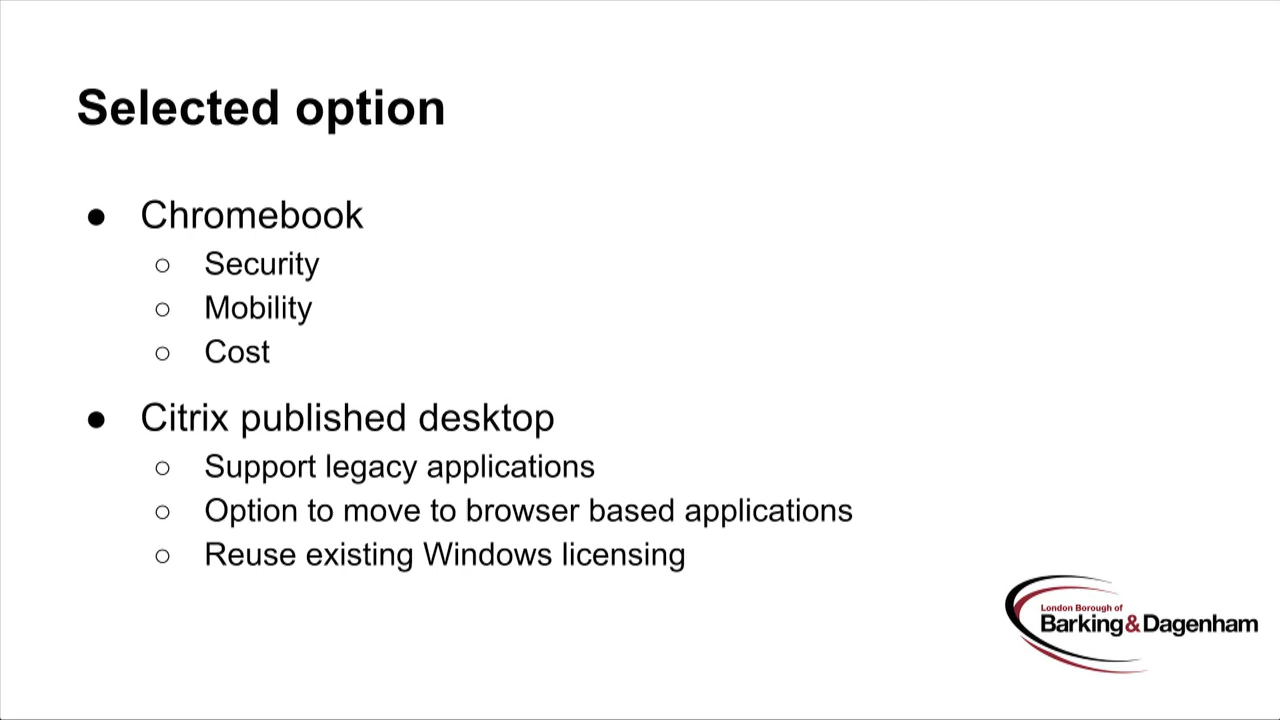 Selected option
● Chromebook
○ Security
○ Mobility
○ Cost
● Citrix published desktop
○ Support legacy applications
○ Option to move to browser based applications
○ Reuse existing Windows licensing
London Borough of
Barking&Dagenham